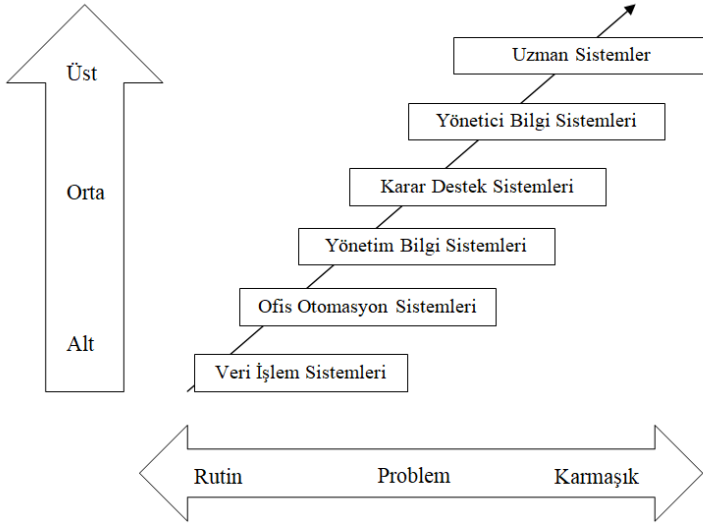 Üst
Uzman Sistemler
Yönetici Bilgi Sistemleri
Orta
Karar Destek Sistemleri
Yönetim Bilgi Sistemleri
Ofis Otomasyon Sistemleri
Alt
Veri İşlem Sistemleri
Rutin Problem Karmaşık